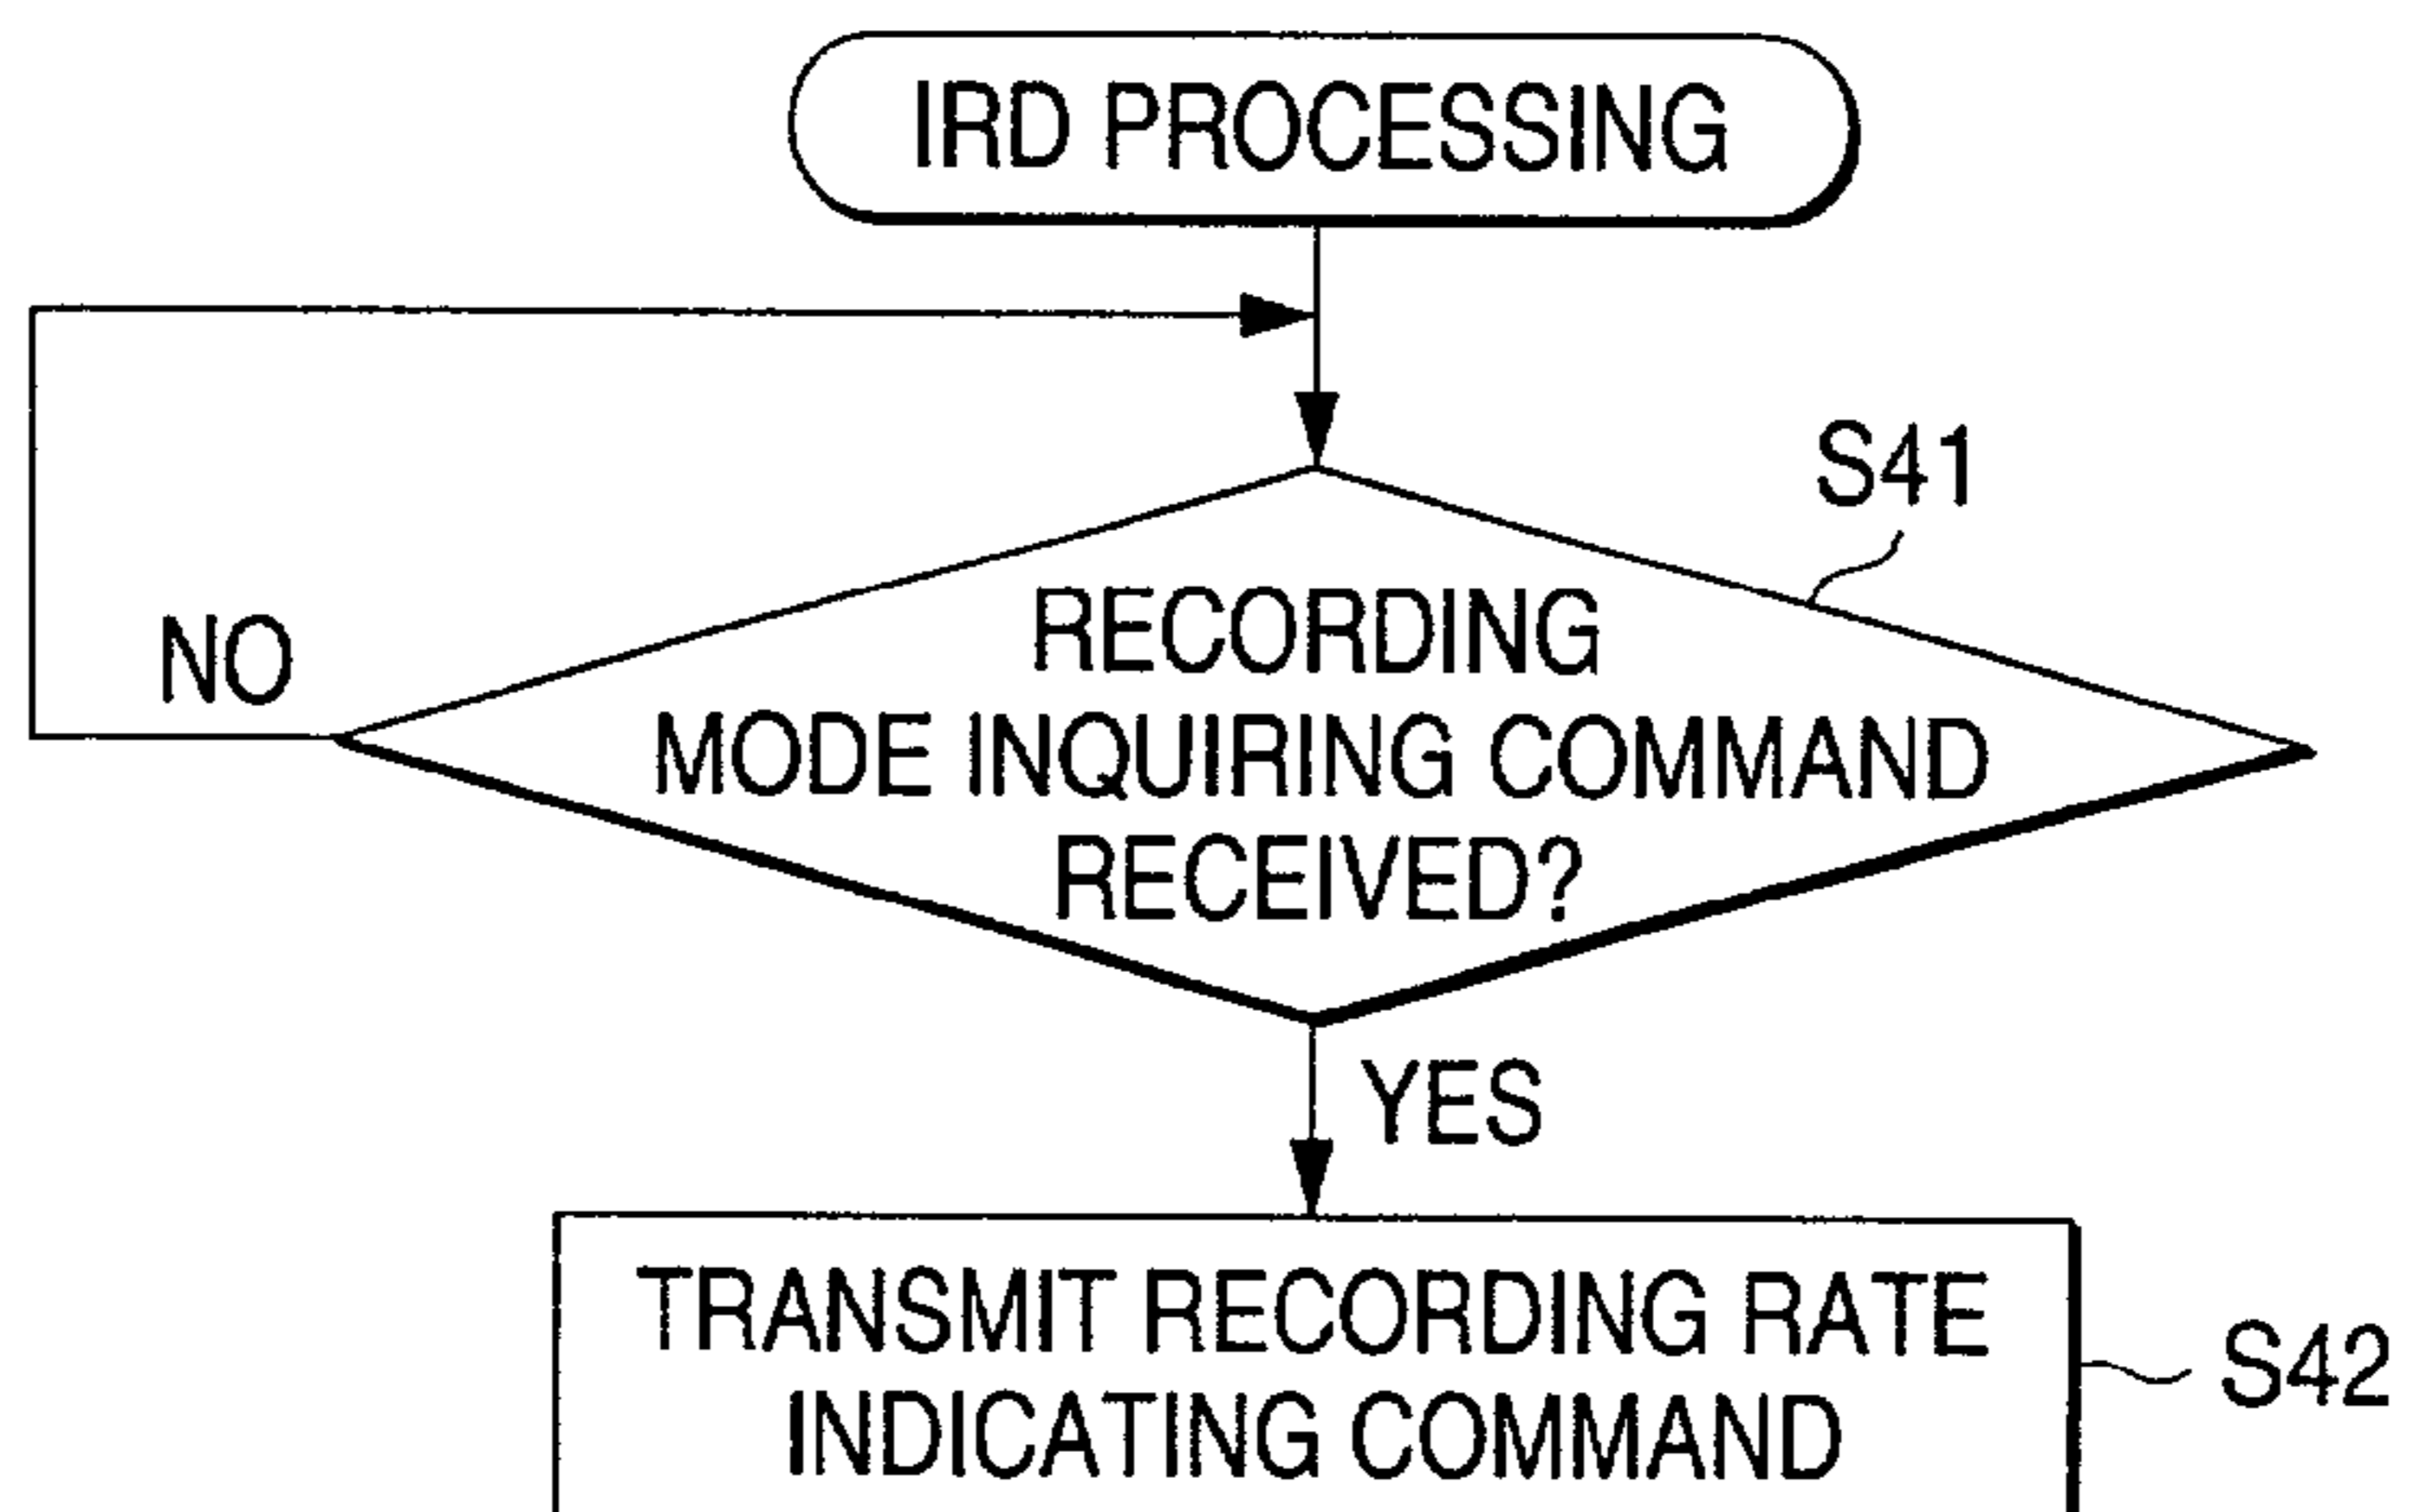 IRD PROCESSING
S41
RECORDING
MODE INQUIRING COMMAND
RECEIVED?
NO
YES
TRANSMIT RECORDING RATE
INDICATING COMMAND
S42